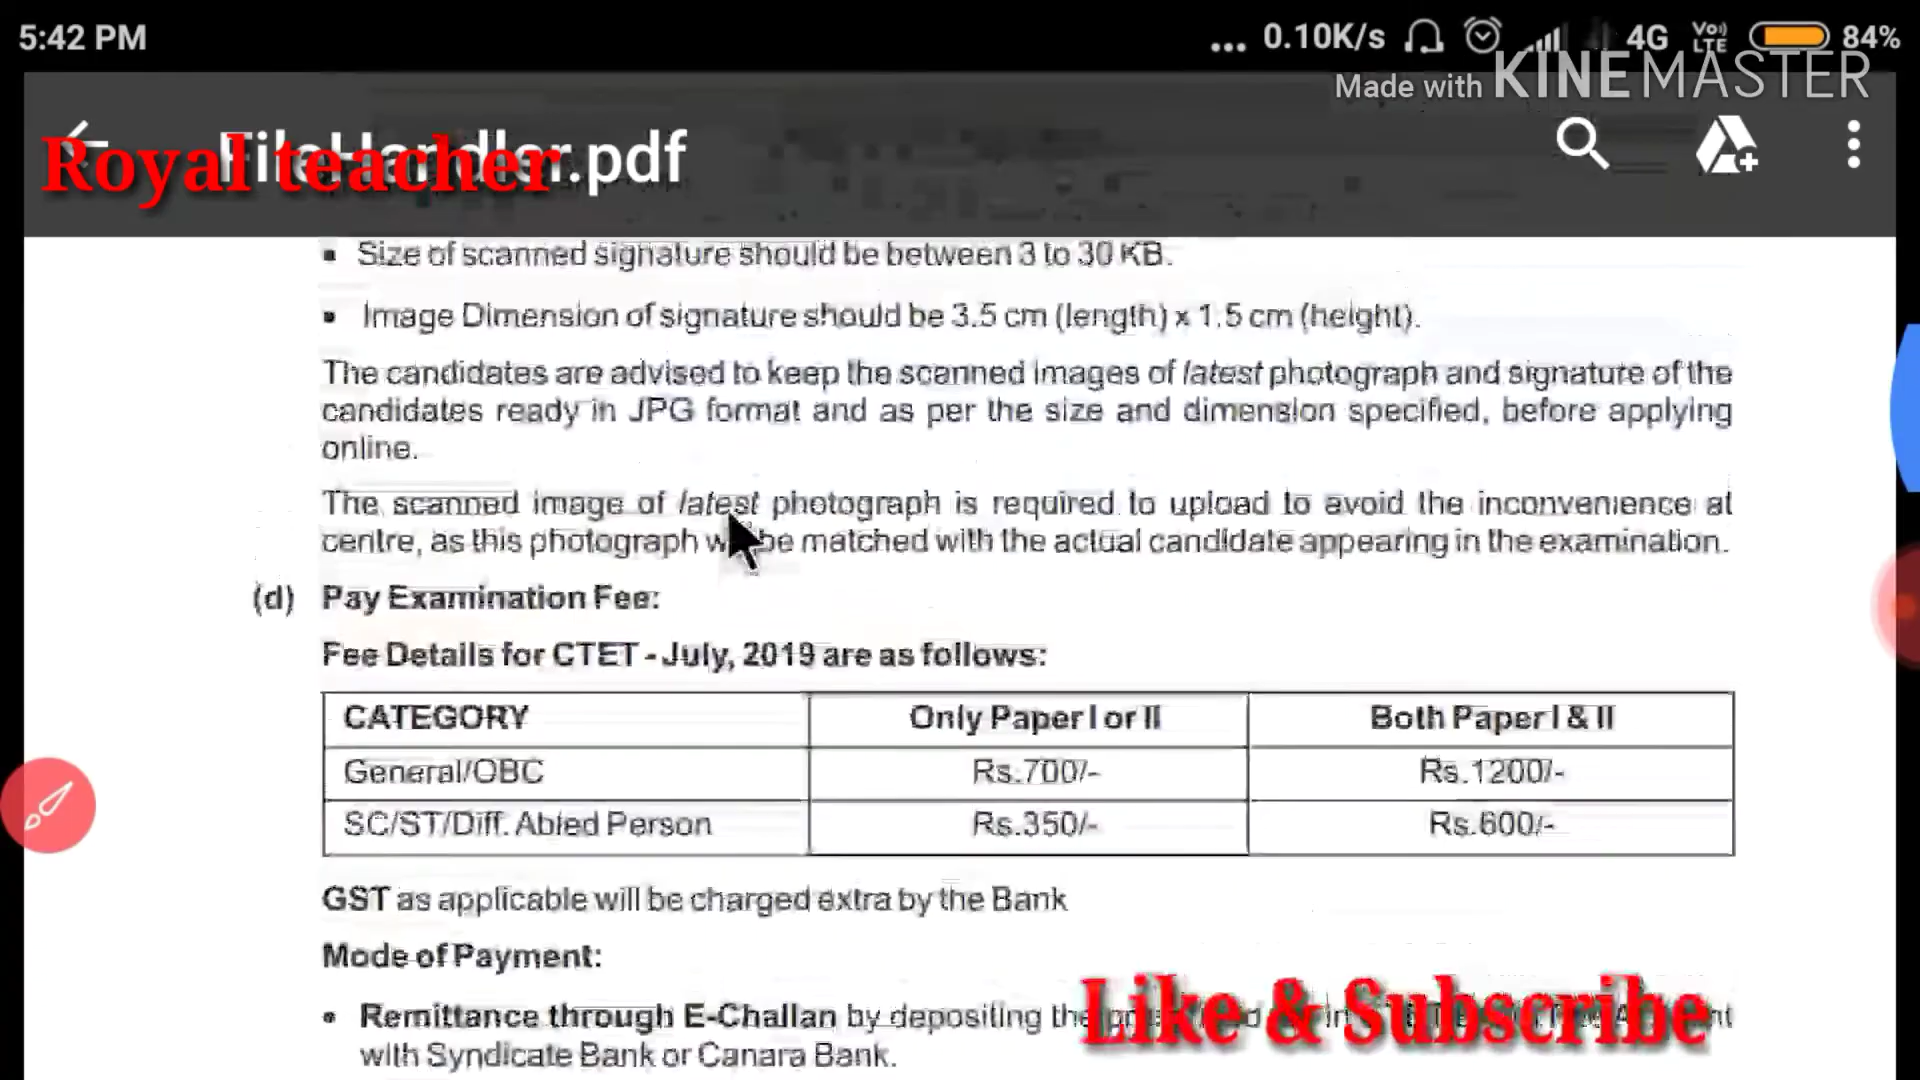 5:42 PM
... 0.10K/s 4G Vo) LTE 84%
Made with KINEMASTER
Royal teacher
FileHandler.pdf
▪ Size of scanned signature should be between 3 to 30 KB.
▪ Image Dimension of signature should be 3.5 cm (length) x 1.5 cm (height).
The candidates are advised to keep the scanned images of latest photograph and signature of the
candidates ready in JPG format and as per the size and dimension specified, before applying
online.
The scanned image of latest photograph is required to upload to avoid the inconvenience at
centre, as this photograph be matched with the actual candidate appearing in the examination.
(d) Pay Examination Fee:
Fee Details for CTET - July, 2019 are as follows:
CATEGORY Only Paper I or II Both Paper I & II
General/OBC Rs.700/- Rs.1200/-
SC/ST/Diff. Abled Person Rs.350/- Rs.600/-
GST as applicable will be charged extra by the Bank
Mode of Payment:
• Remittance through E-Challan by depositing the
Like & Subscribe
with Syndicate Bank or Canara Bank.